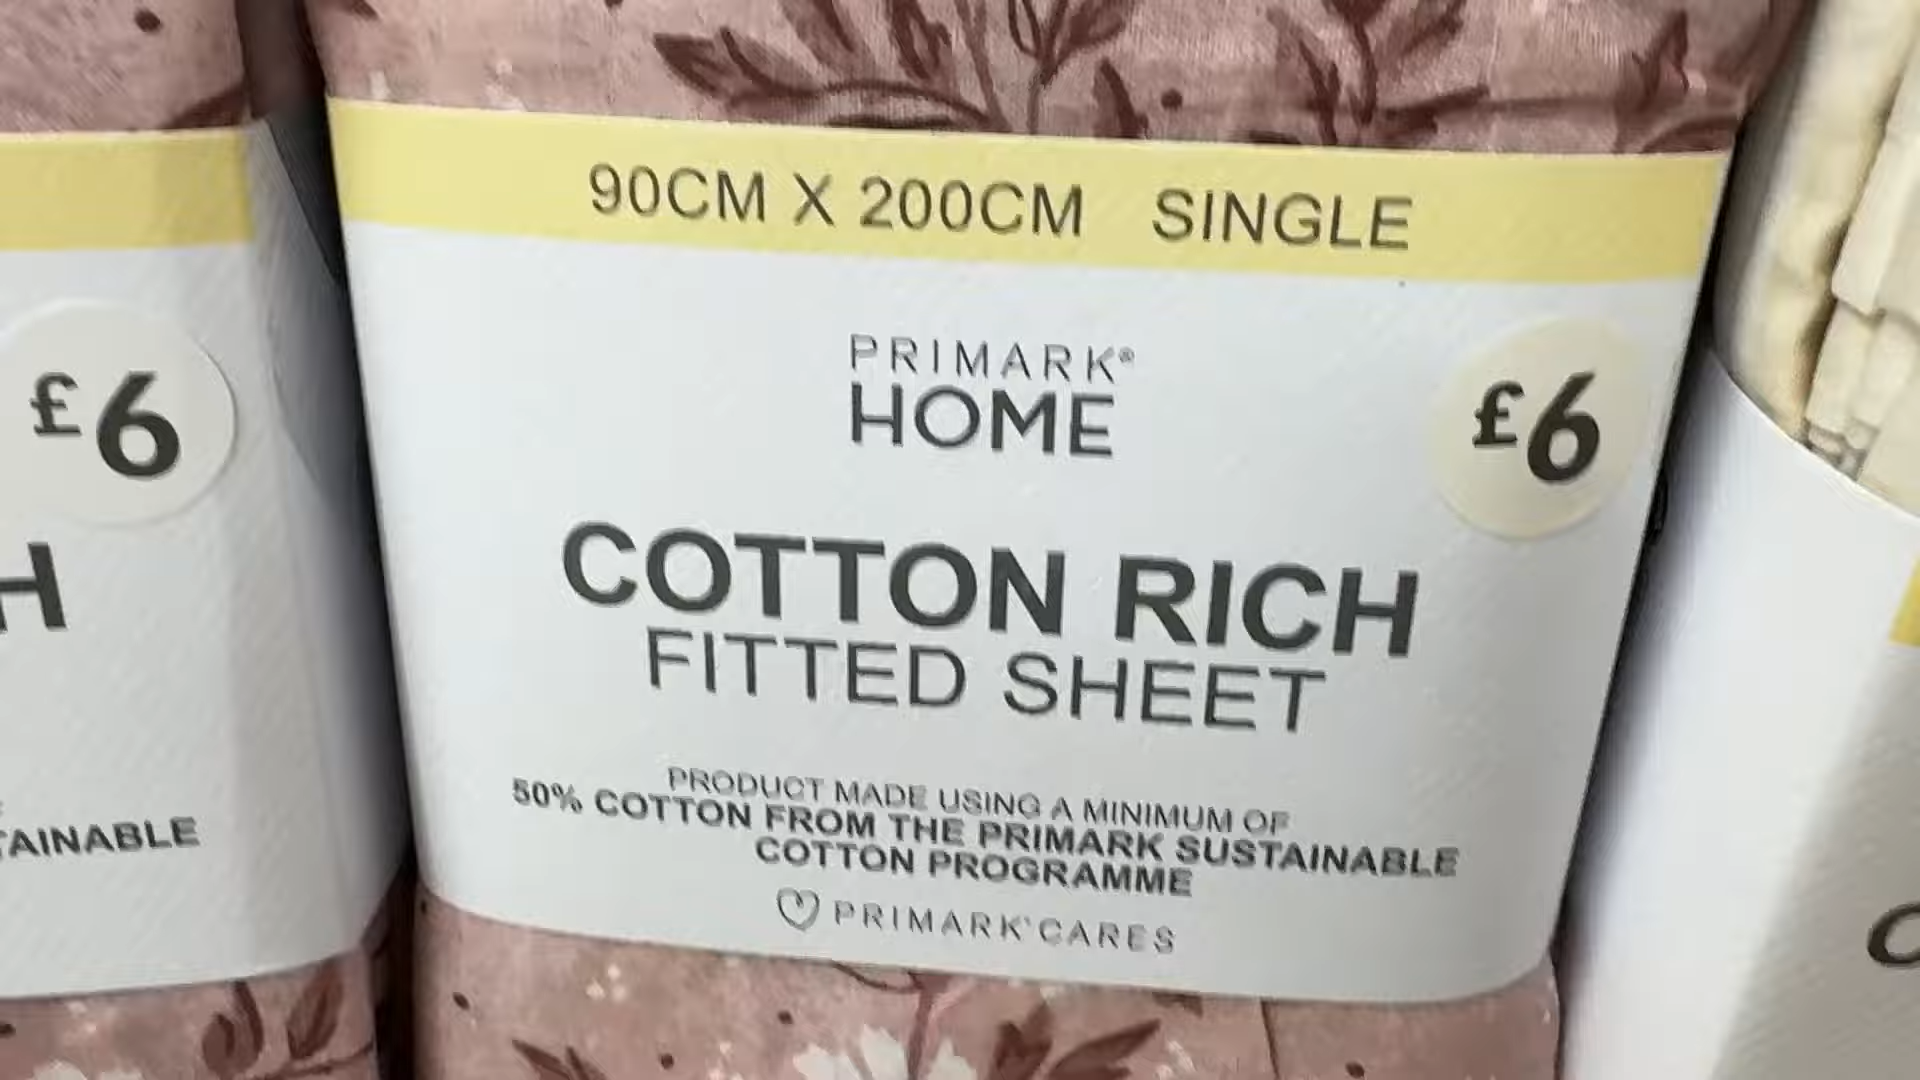 90CM X 200CM SINGLE
PRIMARK®
HOME
£6
COTTON RICH
FITTED SHEET
PRODUCT MADE USING A MINIMUM OF
50% COTTON FROM THE PRIMARK SUSTAINABLE
COTTON PROGRAMME
PRIMARK CARES
£6
H
TAINABLE